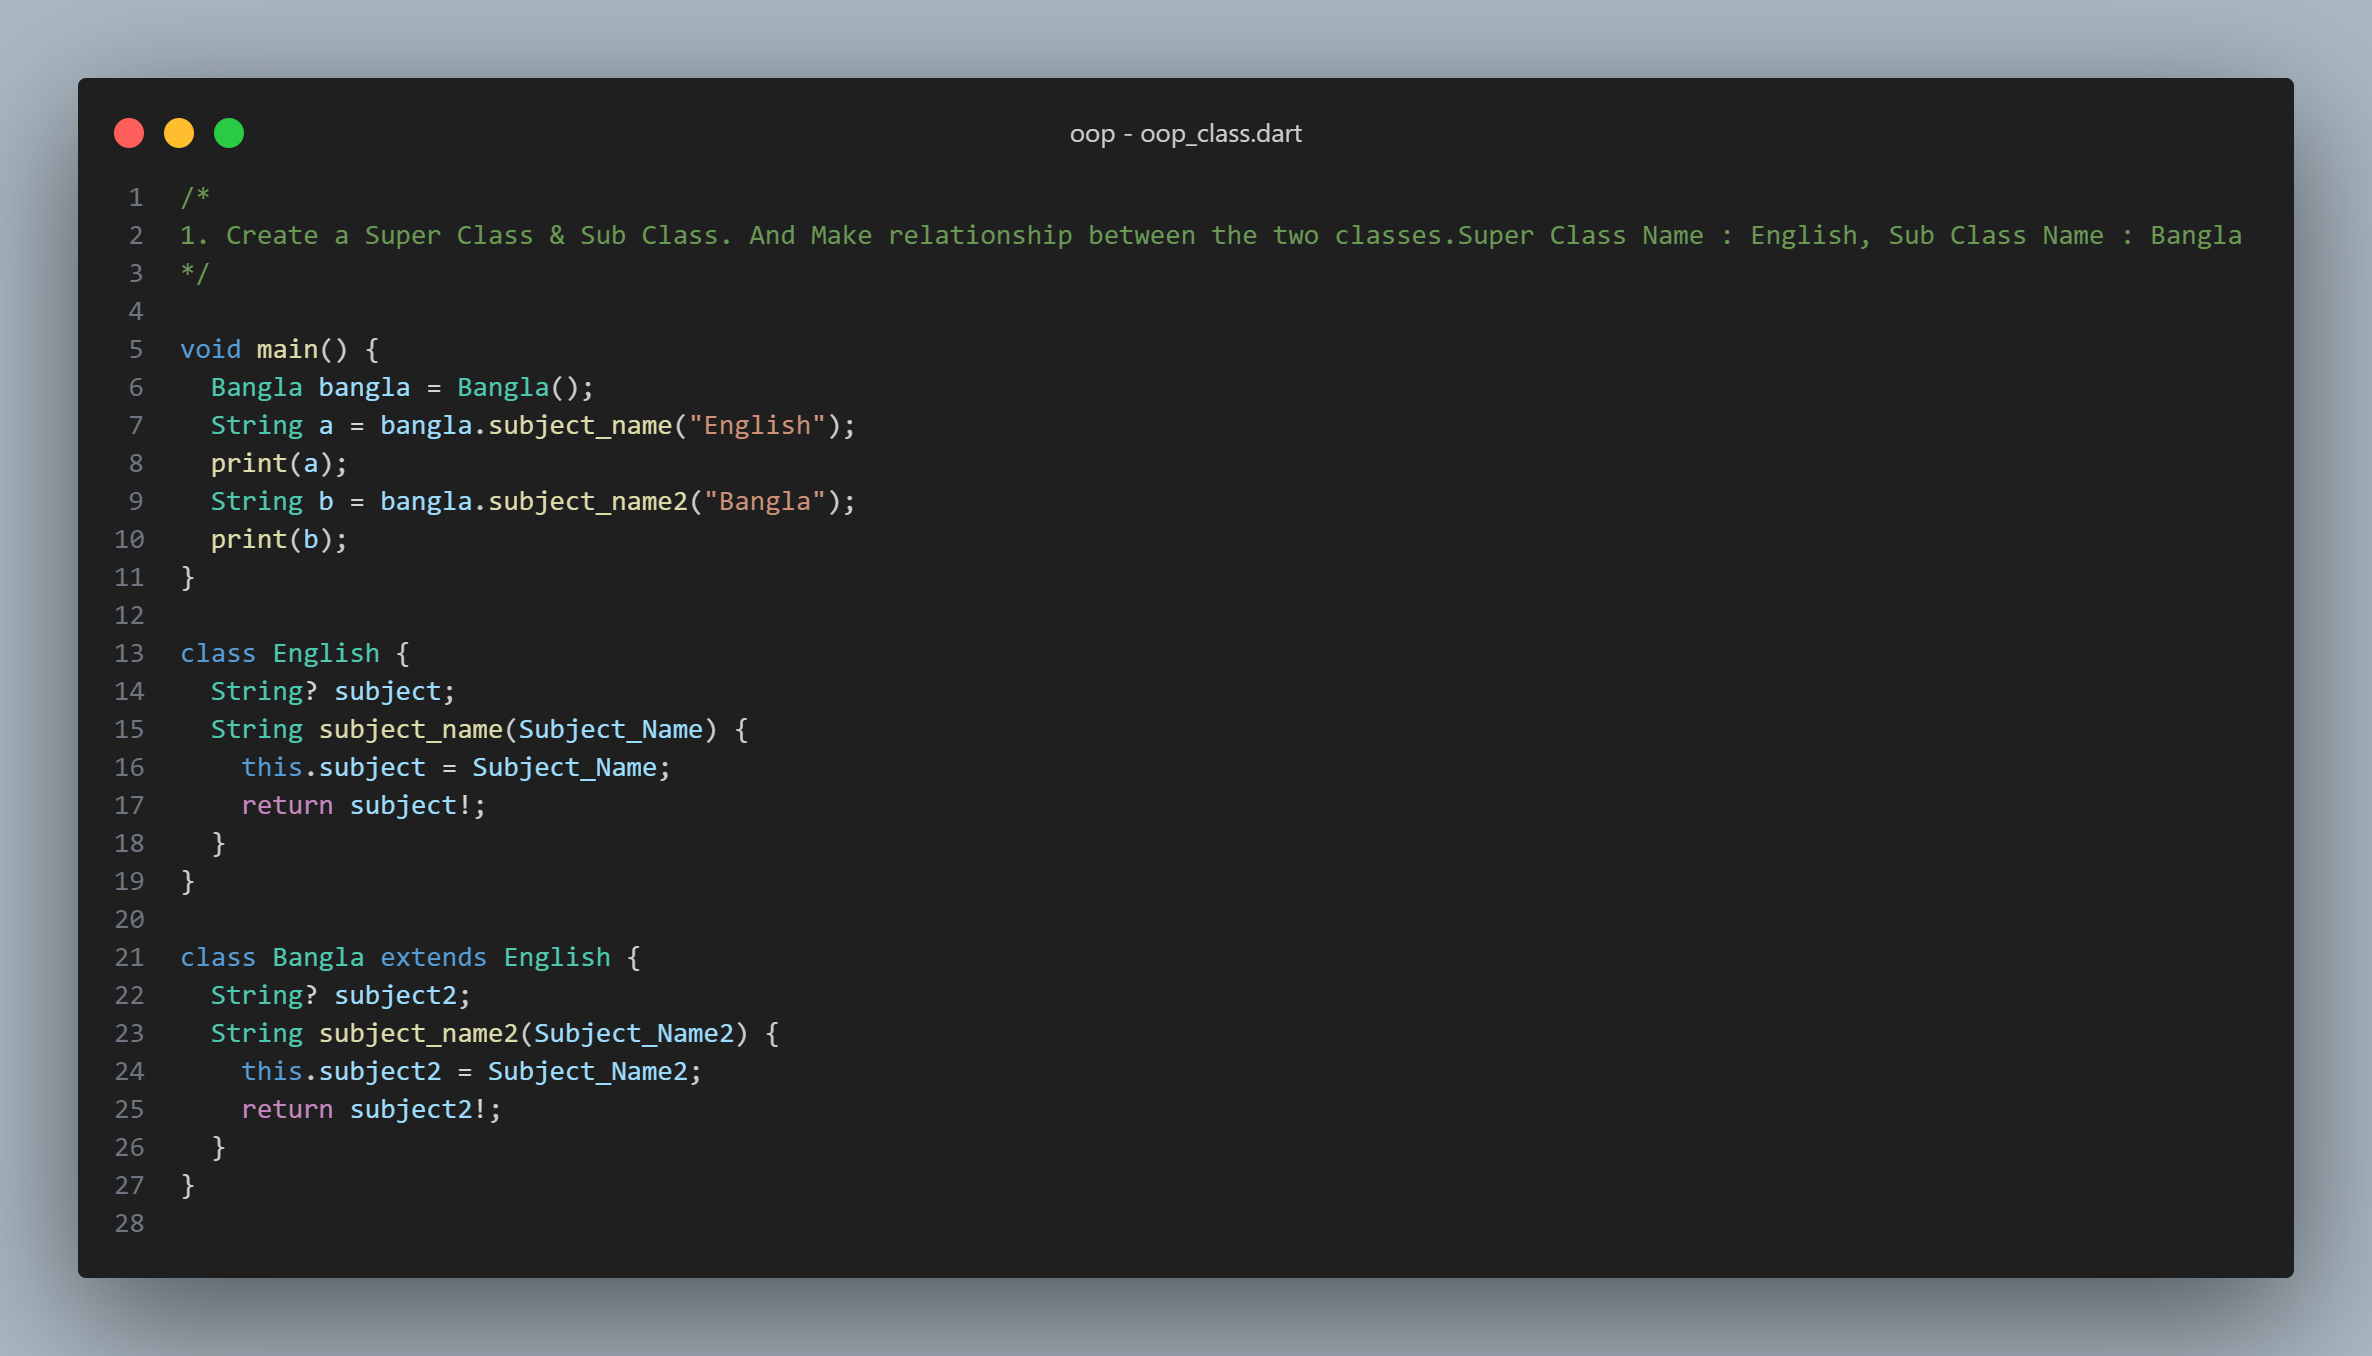 oop - oop_class.dart
1 /*
2 1. Create a Super Class & Sub Class. And Make relationship between the two classes.Super Class Name : English, Sub Class Name : Bangla
3 */
4
5 void main() {
6   Bangla bangla = Bangla();
7   String a = bangla.subject_name("English");
8   print(a);
9   String b = bangla.subject_name2("Bangla");
10   print(b);
11 }
12
13 class English {
14   String? subject;
15   String subject_name(Subject_Name) {
16     this.subject = Subject_Name;
17     return subject!;
18   }
19 }
20
21 class Bangla extends English {
22   String? subject2;
23   String subject_name2(Subject_Name2) {
24     this.subject2 = Subject_Name2;
25     return subject2!;
26   }
27 }
28